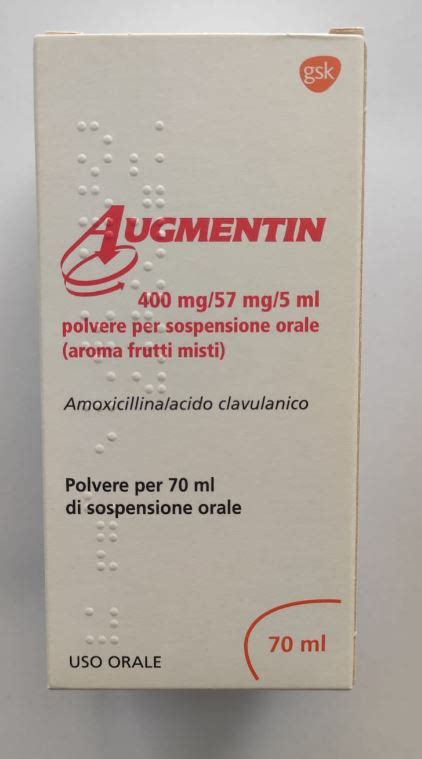 gsk
AUGMENTIN
400 mg/57 mg/5 ml
polvere per sospensione orale
(aroma frutti misti)
Amoxicillina/acido clavulanico
Polvere per 70 ml
di sospensione orale
70 ml
USO ORALE